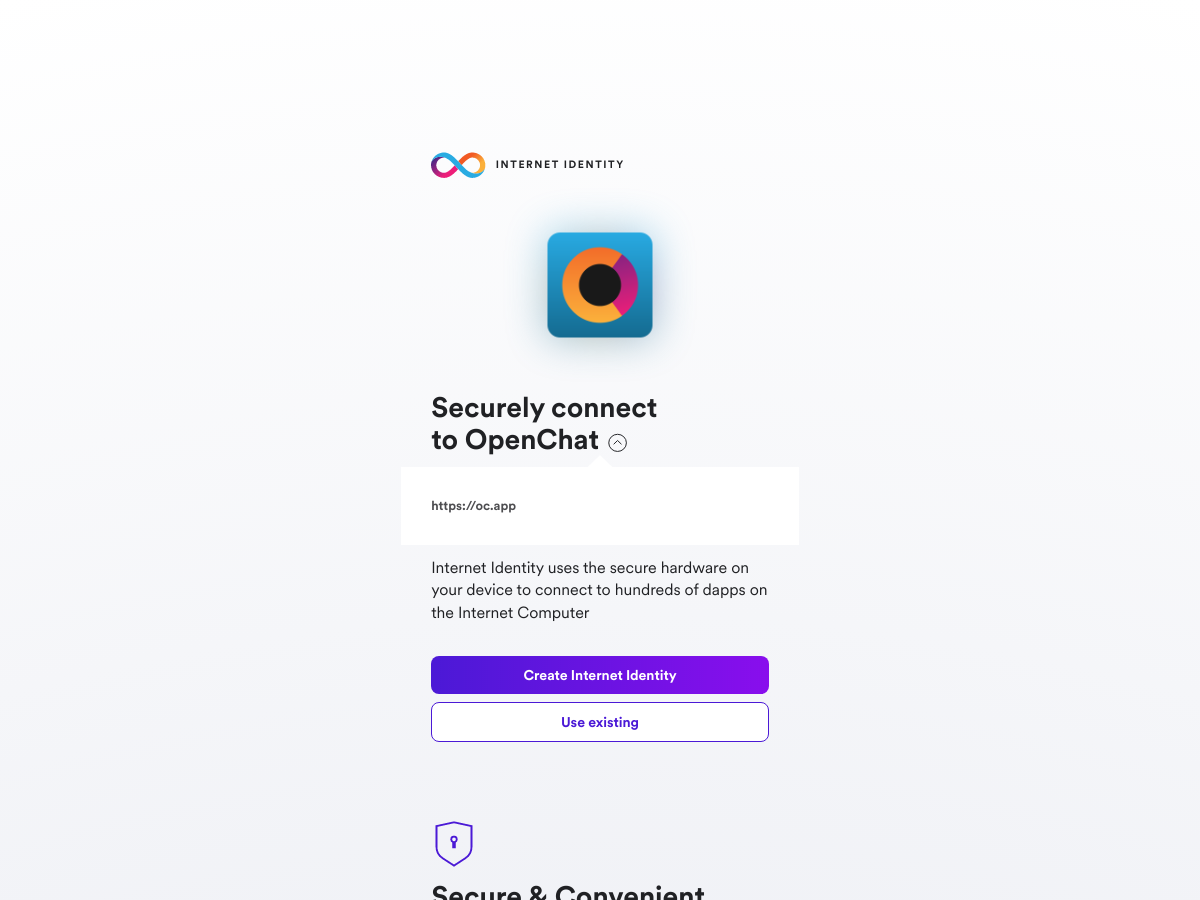 INTERNET IDENTITY
Securely connect
to OpenChat
https://oc.app
Internet Identity uses the secure hardware on
your device to connect to hundreds of dapps on
the Internet Computer
Create Internet Identity
Use existing
Secure & Convenient